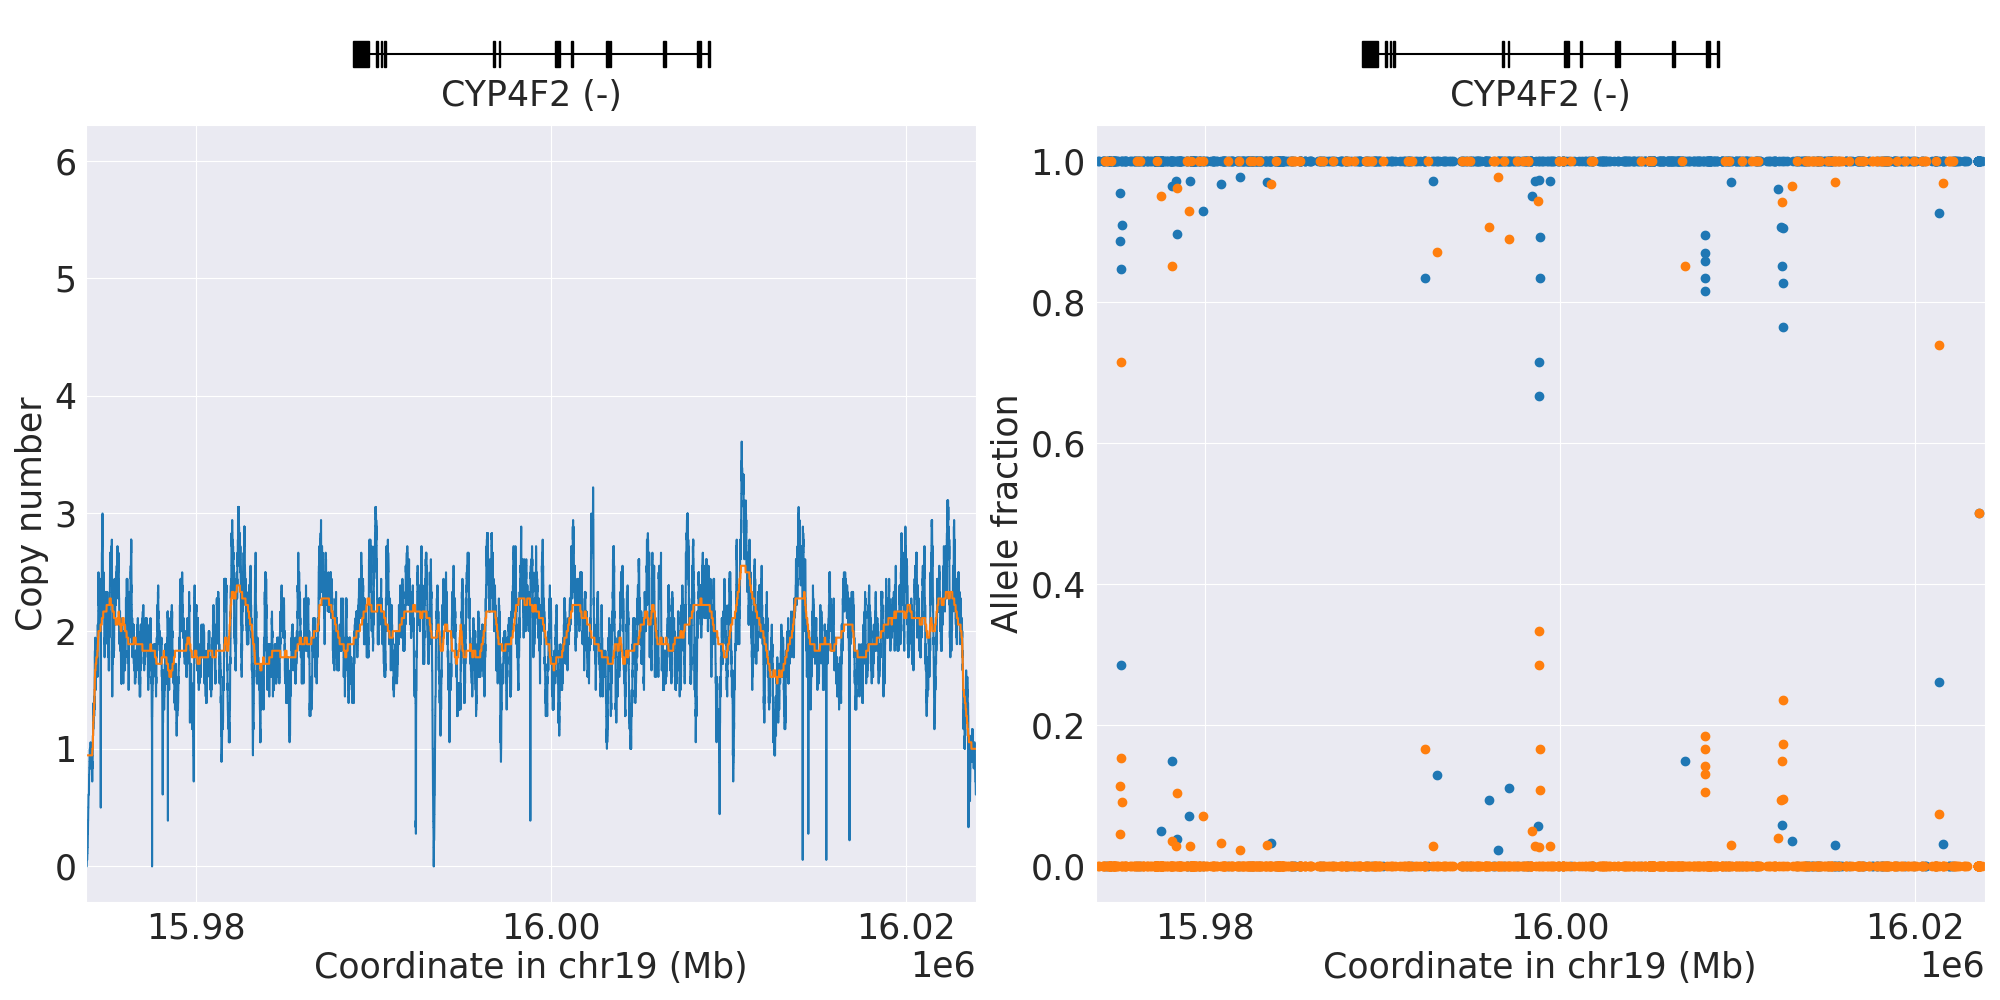 CYP4F2 (-)
6
5
4
3
2
1
0
Copy number
15.98
16.00
16.02
Coordinate in chr19 (Mb)
1e6
CYP4F2 (-)
1.0
0.8
0.6
0.4
0.2
0.0
Allele fraction
15.98
16.00
16.02
Coordinate in chr19 (Mb)
1e6